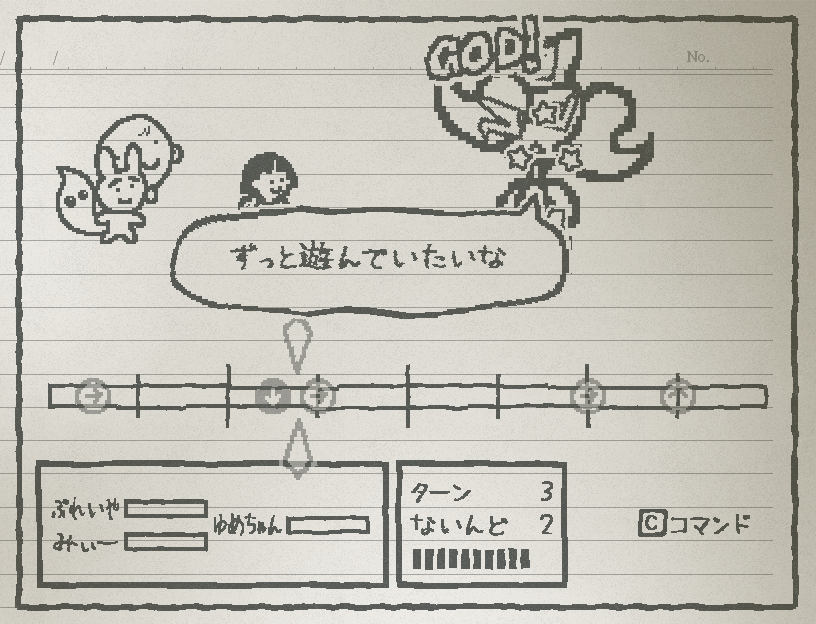 GOD!
No.
ずっと遊んでいたいな
ぷれいや
みぃー
ゆめちゃん
ターン 3
ないんど 2
Cコマンド